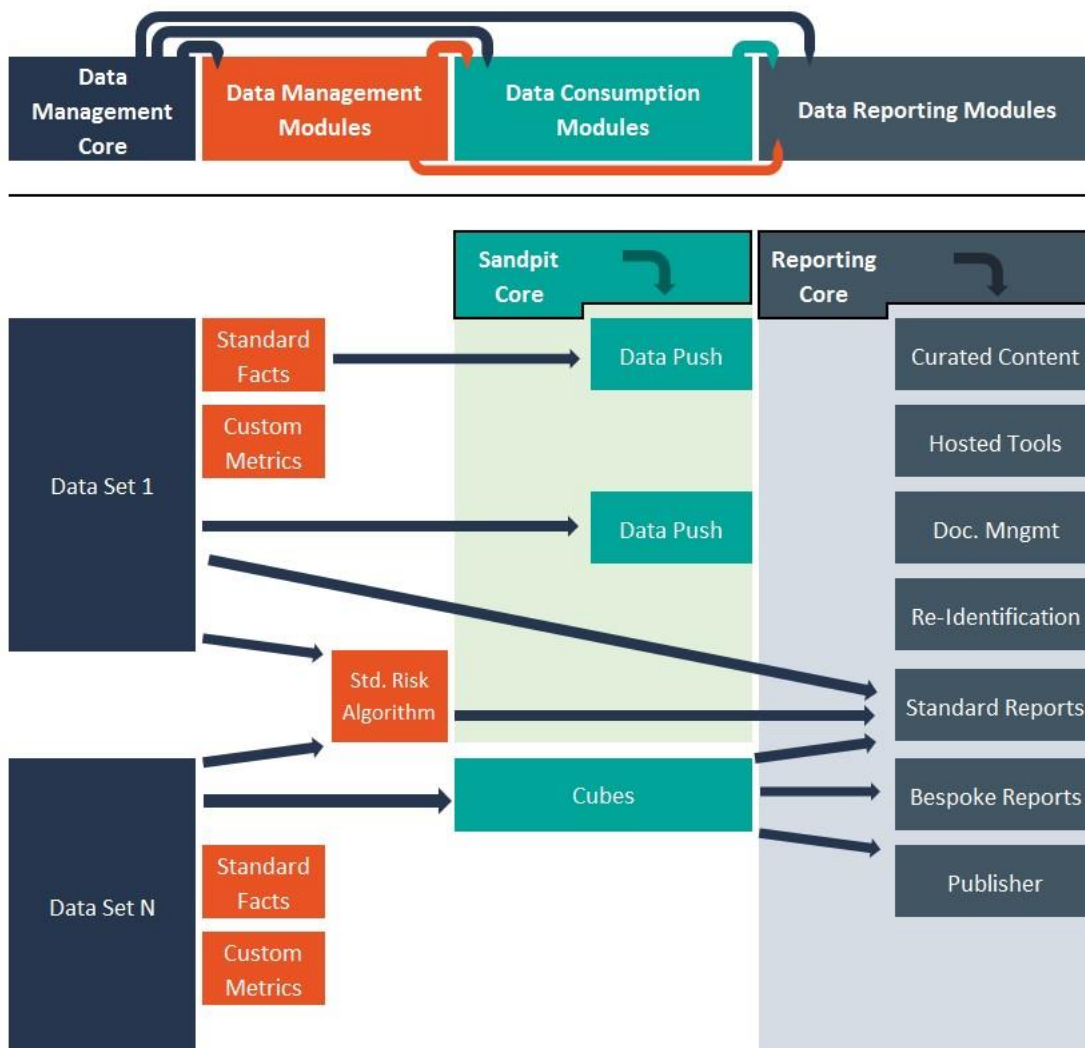 Data
Management
Core
Data Management
Modules
Data Consumption
Modules
Data Reporting Modules
Sandpit
Core
Reporting
Core
Data Set 1
Standard
Facts
Custom
Metrics
Data Push
Data Push
Curated Content
Hosted Tools
Doc. Mngmt
Re-Identification
Std. Risk
Algorithm
Standard Reports
Data Set N
Cubes
Bespoke Reports
Standard
Facts
Publisher
Custom
Metrics